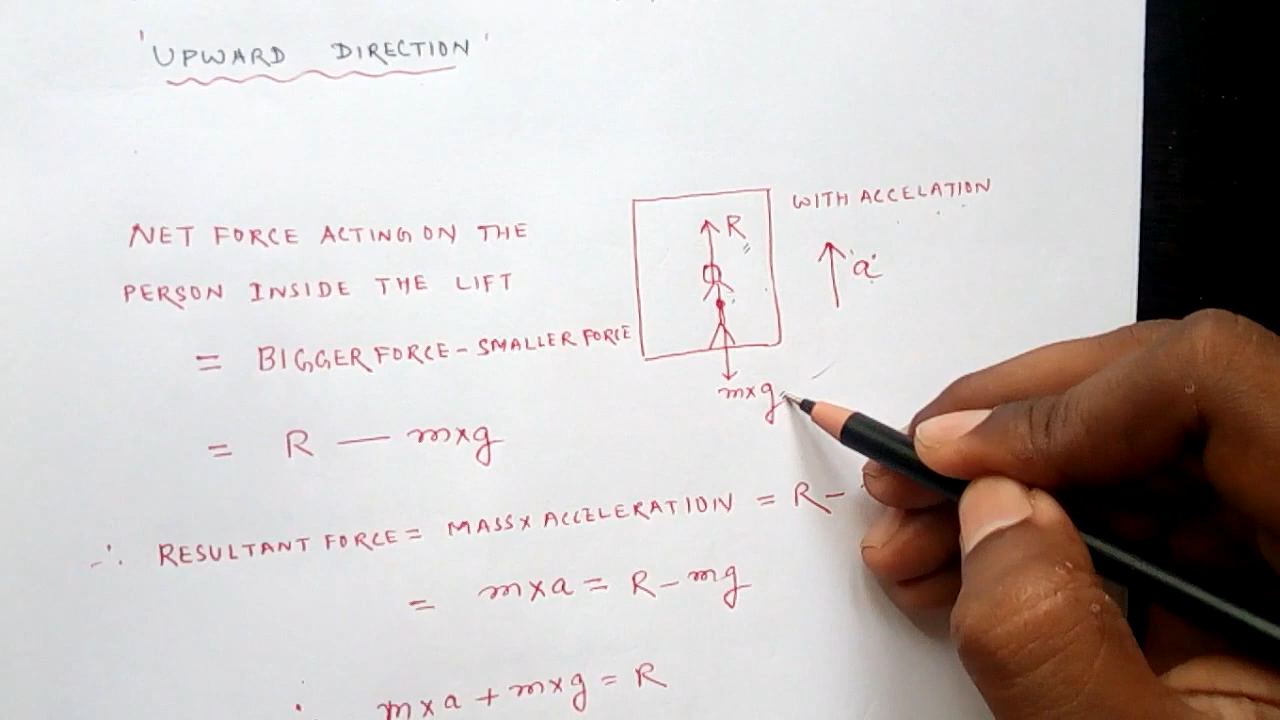 'UPWARD DIRECTION'
WITH ACCELATION
NET FORCE ACTING ON THE
R
'a'
PERSON INSIDE THE LIFT
= BIGGER FORCE - SMALLER FORCE
mxg
= R — mxg
∴ RESULTANT FORCE = MASS X ACCELERATION = R -
= mxa = R - mg
∴ mxa + mxg = R